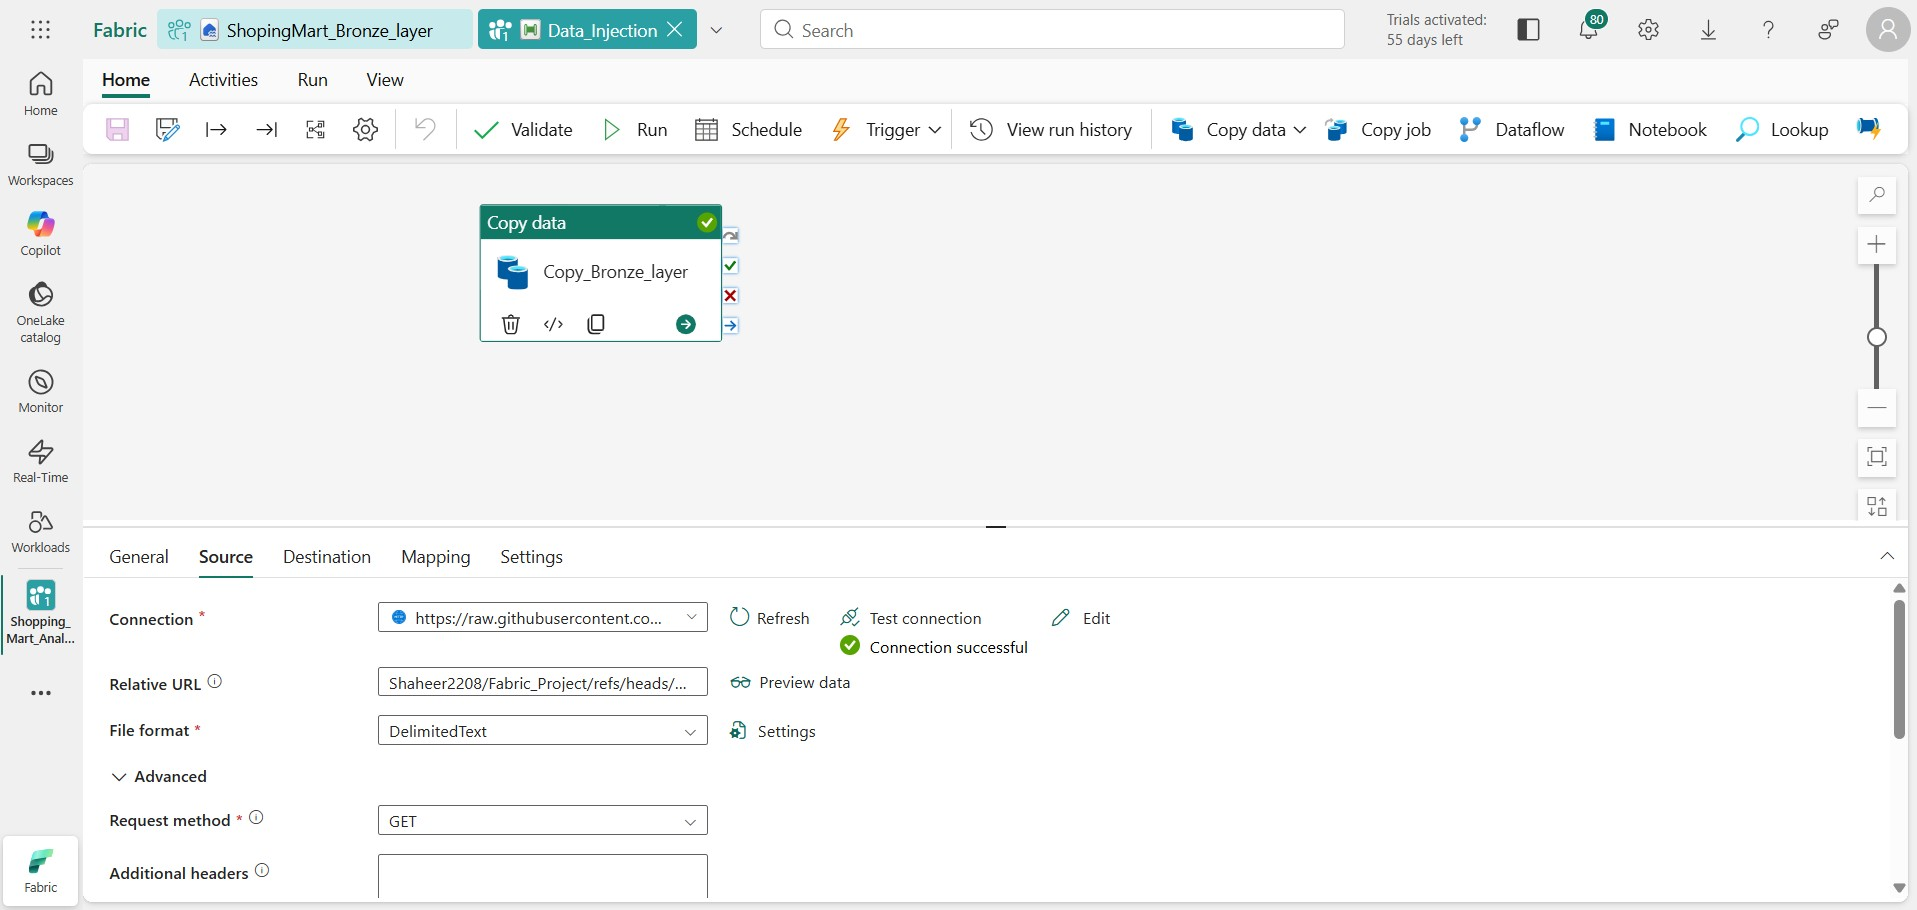 Fabric
ShopingMart_Bronze_layer
1
Data_Injection
1
Search
Trials activated:
55 days left
80
Home
Activities
Run
View
Validate
Run
Schedule
Trigger
View run history
Copy data
Copy job
Dataflow
Notebook
Lookup
Home
Workspaces
Copilot
OneLake
catalog
Monitor
Real-Time
Workloads
1
Shopping_
Mart_Anal...
Fabric
Copy data
Copy_Bronze_layer
General
Source
Destination
Mapping
Settings
Connection *
https://raw.githubusercontent.co...
Refresh
Test connection
Edit
Connection successful
Relative URL
Shaheer2208/Fabric_Project/refs/heads/...
Preview data
File format *
DelimitedText
Settings
Advanced
Request method *
GET
Additional headers